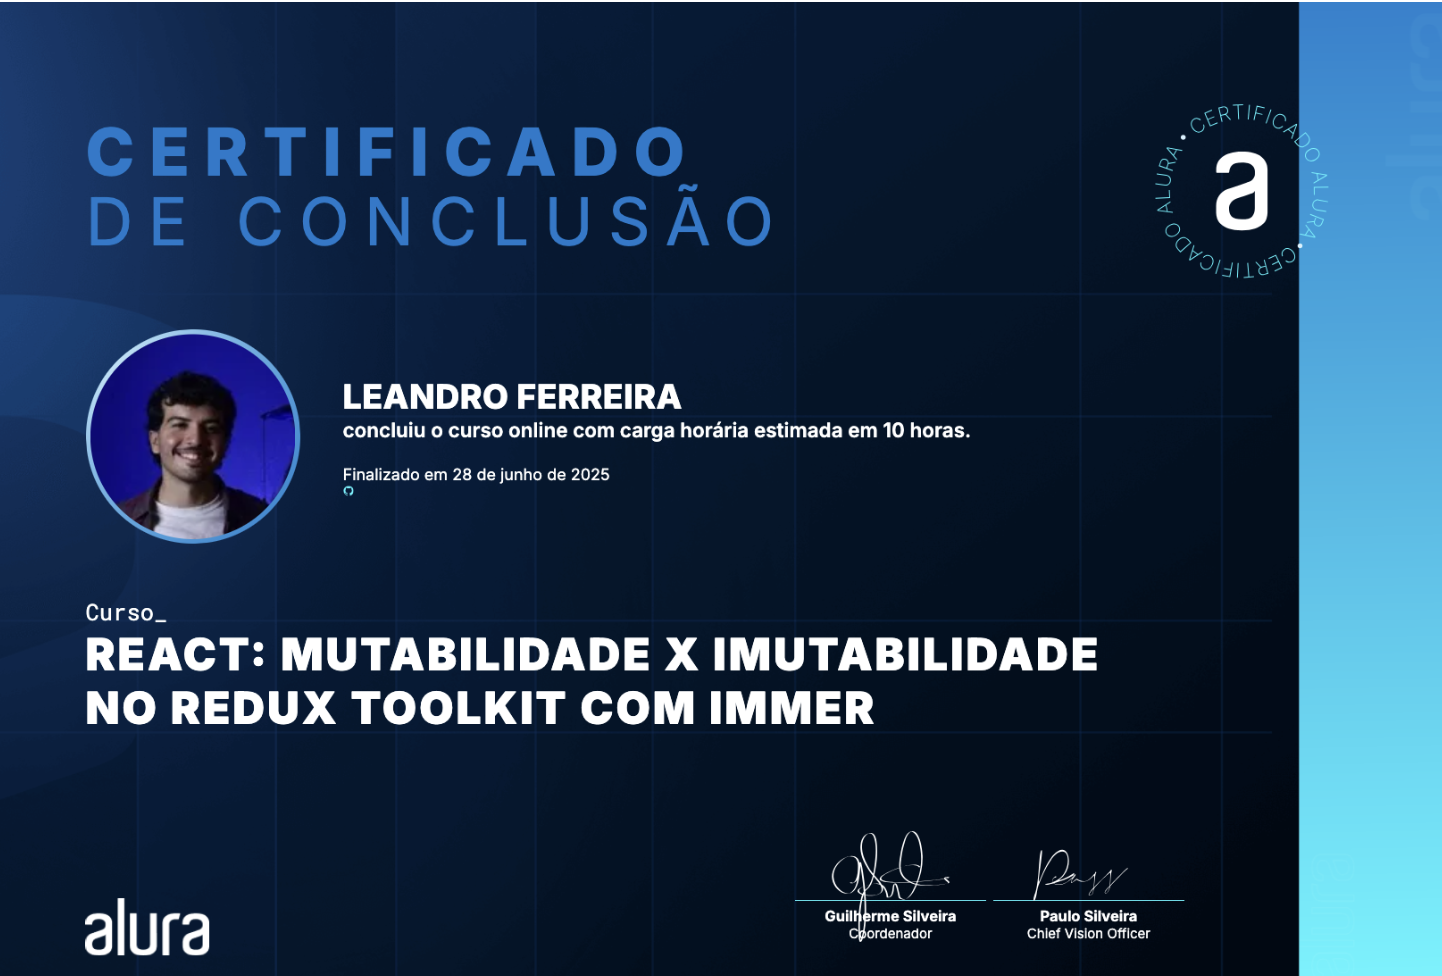 CERTIFICADO
DE CONCLUSÃO
CERTIFICADO ALURA • CERTIFICADO ALURA •
a
LEANDRO FERREIRA
concluiu o curso online com carga horária estimada em 10 horas.
Finalizado em 28 de junho de 2025
Curso_
REACT: MUTABILIDADE X IMUTABILIDADE
NO REDUX TOOLKIT COM IMMER
Guilherme Silveira
Coordenador
Paulo Silveira
Chief Vision Officer
alura
alura